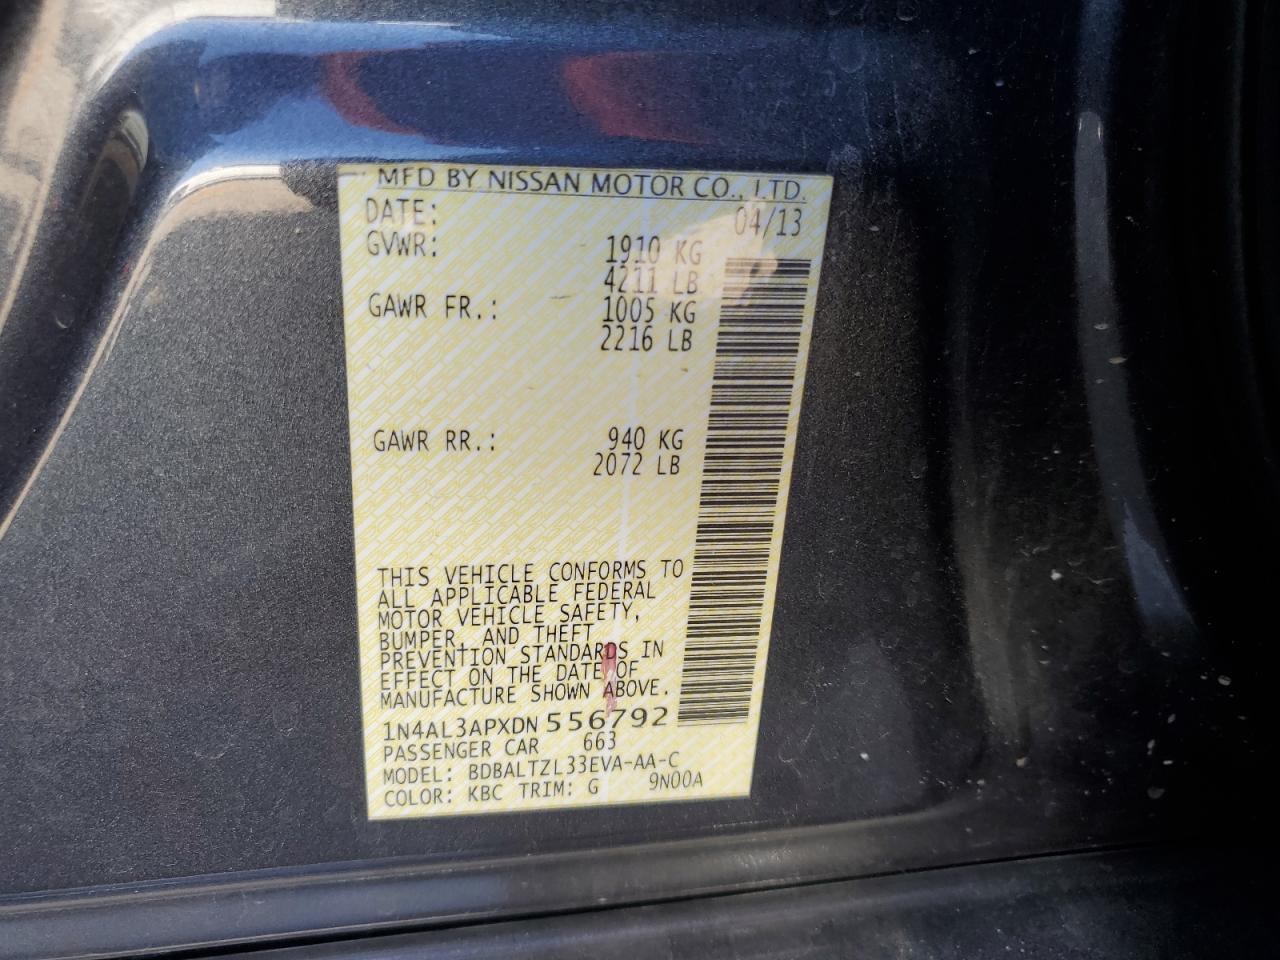 MFD BY NISSAN MOTOR CO., LTD.
DATE: 04/13
GVWR: 1910 KG
4211 LB
GAWR FR.: 1005 KG
2216 LB
GAWR RR.: 940 KG
2072 LB
THIS VEHICLE CONFORMS TO
ALL APPLICABLE FEDERAL
MOTOR VEHICLE SAFETY,
BUMPER, AND THEFT
PREVENTION STANDARDS IN
EFFECT ON THE DATE OF
MANUFACTURE SHOWN ABOVE.
1N4AL3APXDN 556792
PASSENGER CAR 663
MODEL: BDBALTZL33EVA-AA-C
COLOR: KBC TRIM: G 9N00A